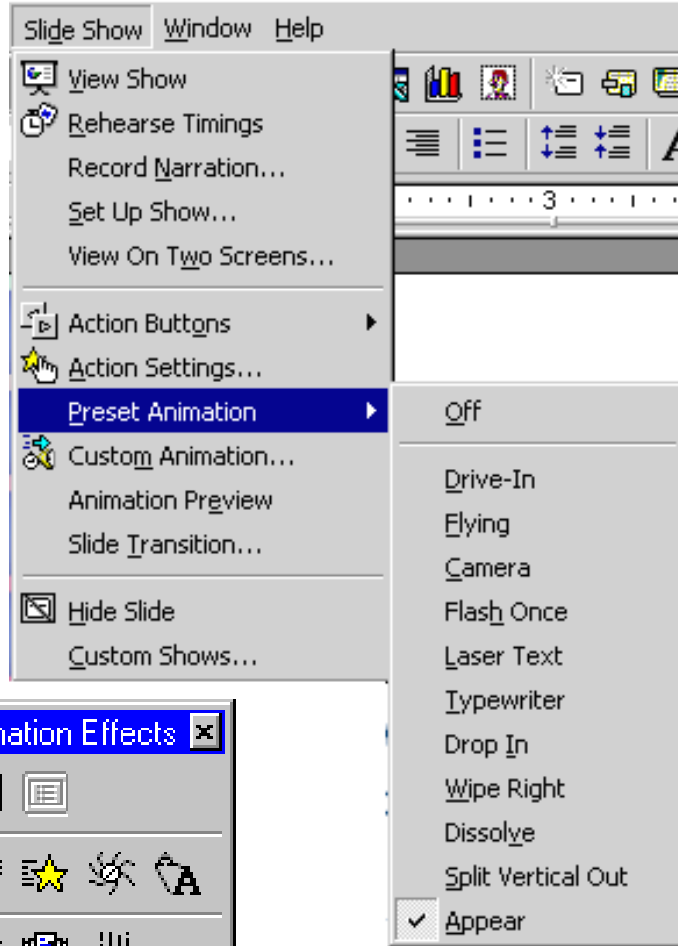 Slide Show Window Help
View Show
Rehearse Timings
Record Narration...
Set Up Show...
View On Two Screens...
3
Action Buttons
Action Settings...
Preset Animation
Custom Animation...
Animation Preview
Slide Transition...
Hide Slide
Custom Shows...
Off
Drive-In
Flying
Camera
Flash Once
Laser Text
Typewriter
Drop In
Wipe Right
Dissolve
Split Vertical Out
Appear
nation Effects